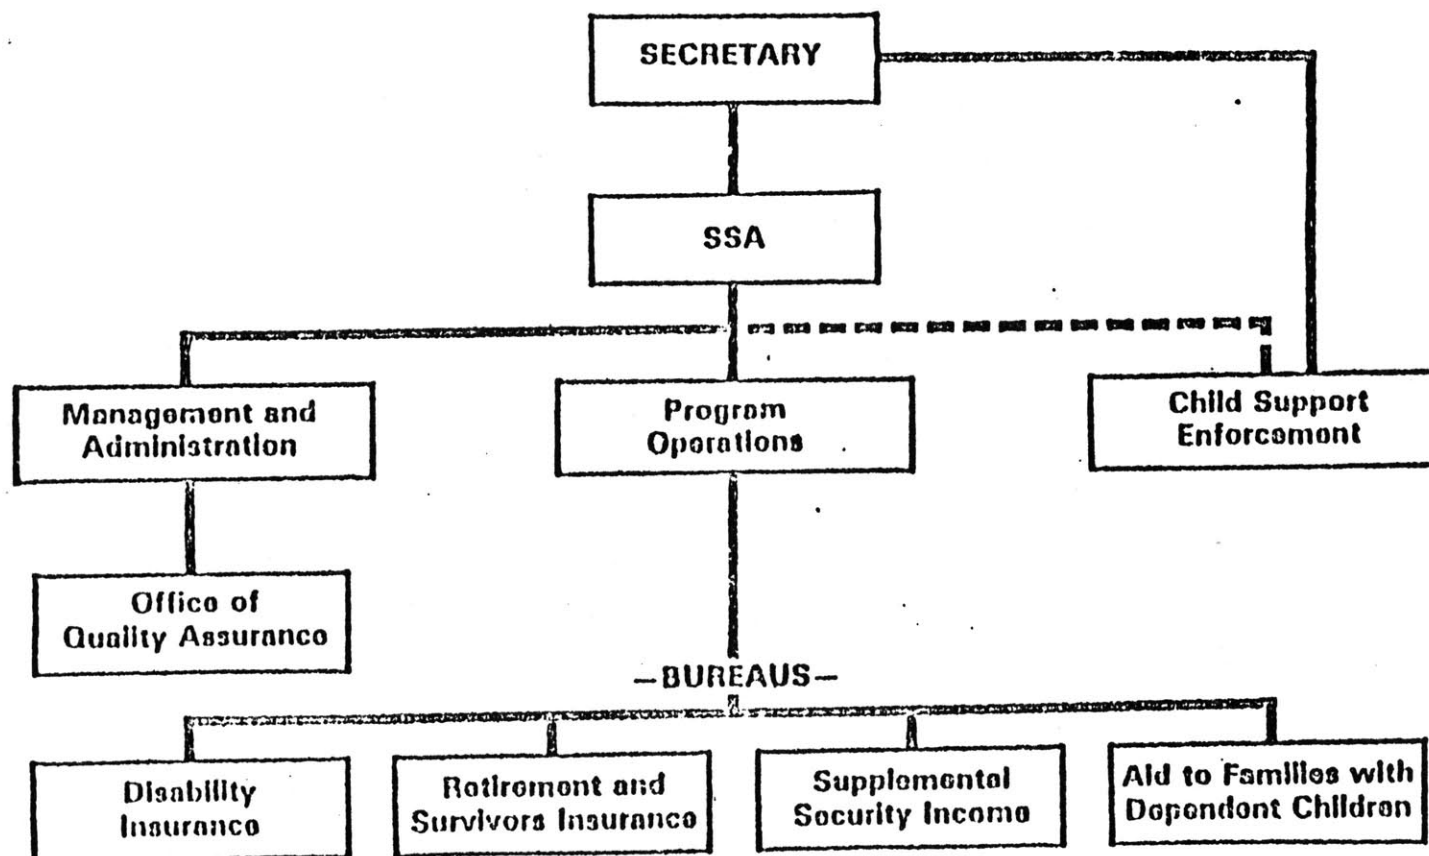 SECRETARY
SSA
Management and
Administration
Program
Operations
Child Support
Enforcement
Office of
Quality Assurance
—BUREAUS—
Disability
Insurance
Retirement and
Survivors Insurance
Supplemental
Security Income
Aid to Families with
Dependent Children